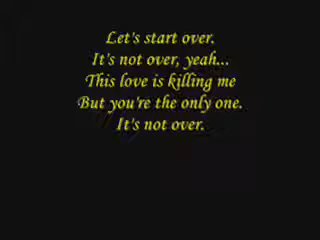 Let's start over.
It's not over, yeah...
This love is killing me
But you're the only one.
It's not over.